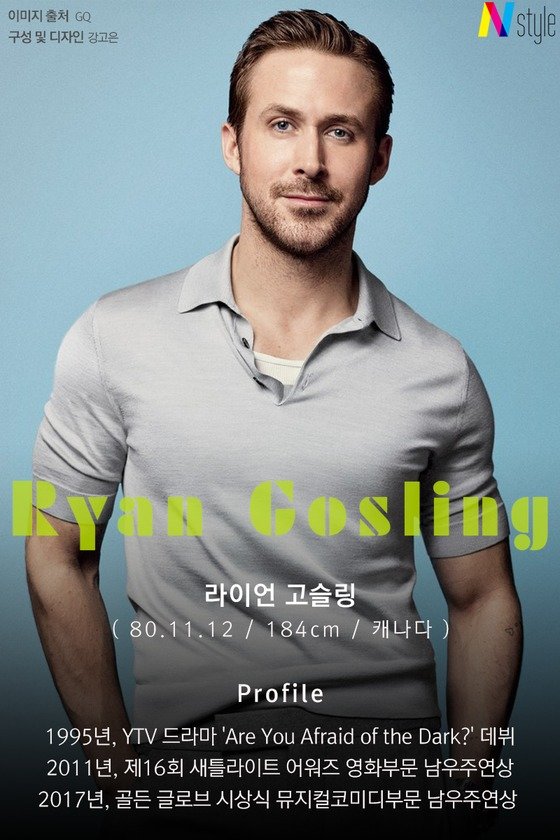 이미지 출처 GQ
구성 및 디자인 강고은
N style
Ryan Gosling
라이언 고슬링
( 80.11.12 / 184cm / 캐나다 )
Profile
1995년, YTV 드라마 'Are You Afraid of the Dark?' 데뷔
2011년, 제16회 새틀라이트 어워즈 영화부문 남우주연상
2017년, 골든 글로브 시상식 뮤지컬코미디부문 남우주연상